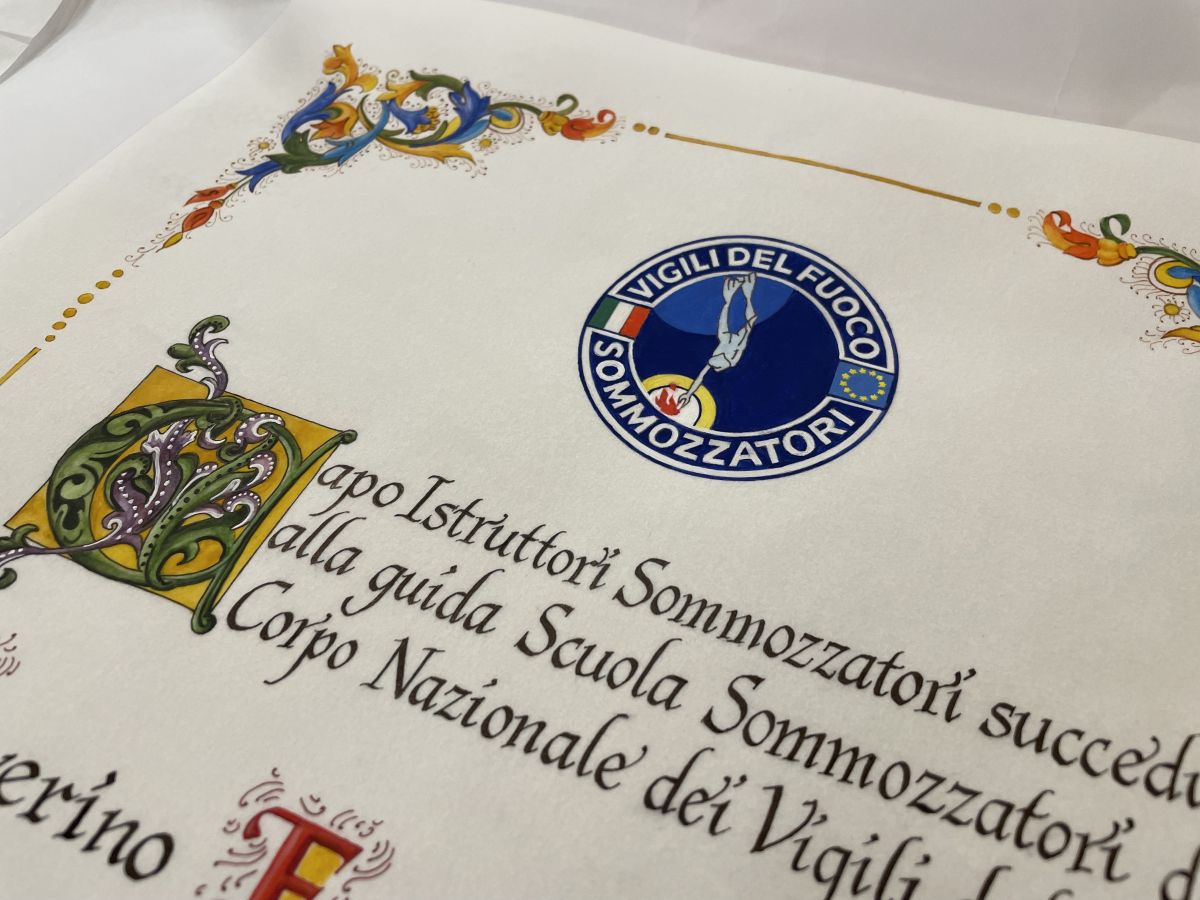 VIGILI DEL FUOCO
SOMMOZZATORI
Capo Istruttori Sommozzatori
alla guida Scuola Sommozzatori
Corpo Nazionale dei Vigili